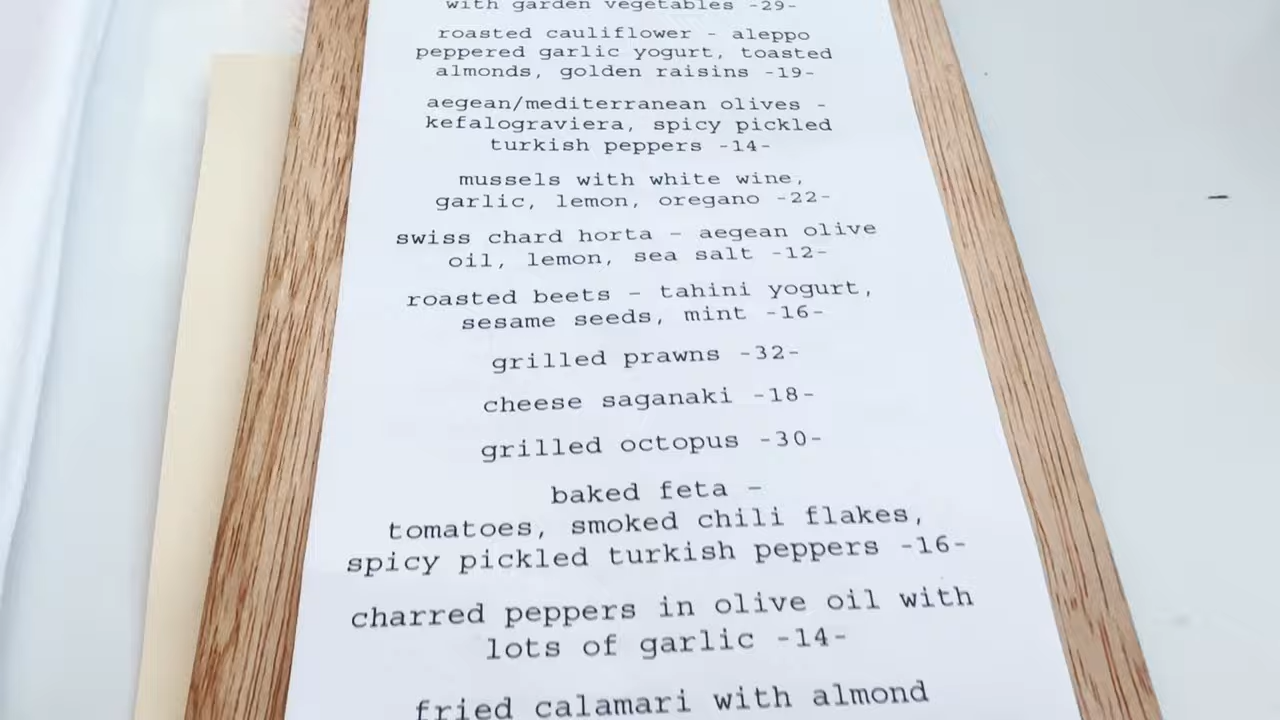 with garden vegetables -29-
roasted cauliflower - aleppo
peppered garlic yogurt, toasted
almonds, golden raisins -19-
aegean/mediterranean olives -
kefalograviera, spicy pickled
turkish peppers -14-
mussels with white wine,
garlic, lemon, oregano -22-
swiss chard horta - aegean olive
oil, lemon, sea salt -12-
roasted beets - tahini yogurt,
sesame seeds, mint -16-
grilled prawns -32-
cheese saganaki -18-
grilled octopus -30-
baked feta -
tomatoes, smoked chili flakes,
spicy pickled turkish peppers -16-
charred peppers in olive oil with
lots of garlic -14-
fried calamari with almond